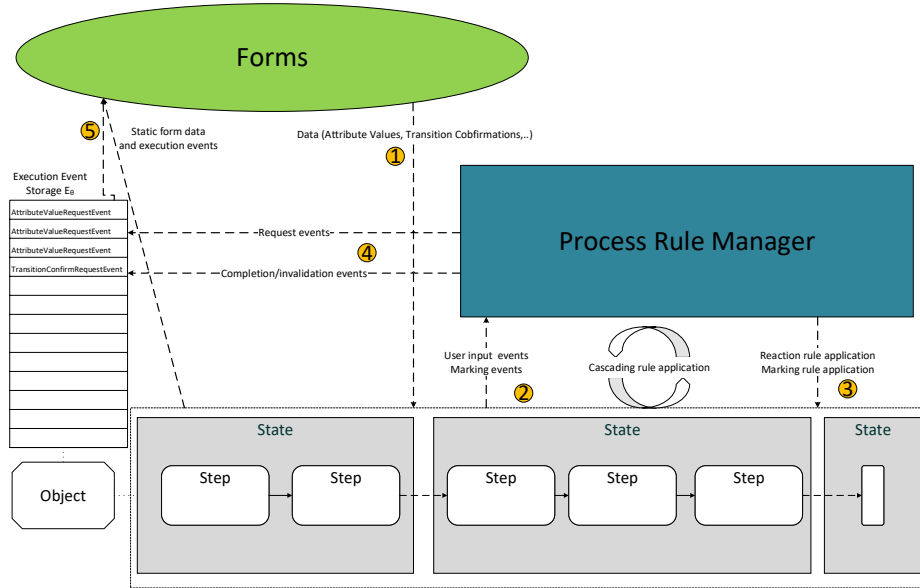 Forms
5
Static form data
and execution events
Data (Attribute Values, Transition Cobfirmations,..)
1
Execution Event
Storage Eθ
AttributeValueRequestEvent
AttributeValueRequestEvent
AttributeValueRequestEvent
TransitionConfirmRequestEvent
Request events
4
Completion/invalidation events
Process Rule Manager
User input events
Marking events
2
Cascading rule application
Reaction rule application
Marking rule application
3
State
State
State
Step
Step
Step
Step
Step
Object